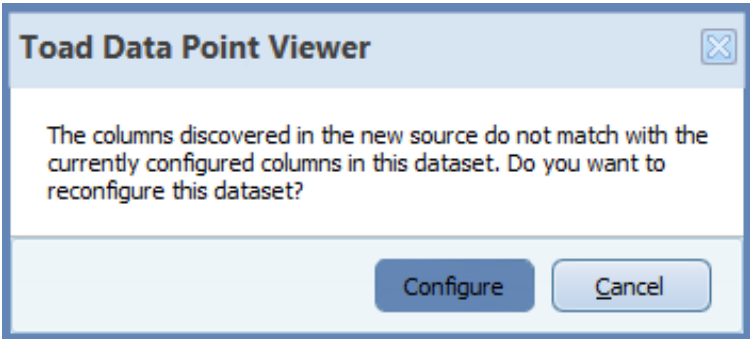 Toad Data Point Viewer
The columns discovered in the new source do not match with the
currently configured columns in this dataset. Do you want to
reconfigure this dataset?
Configure
Cancel